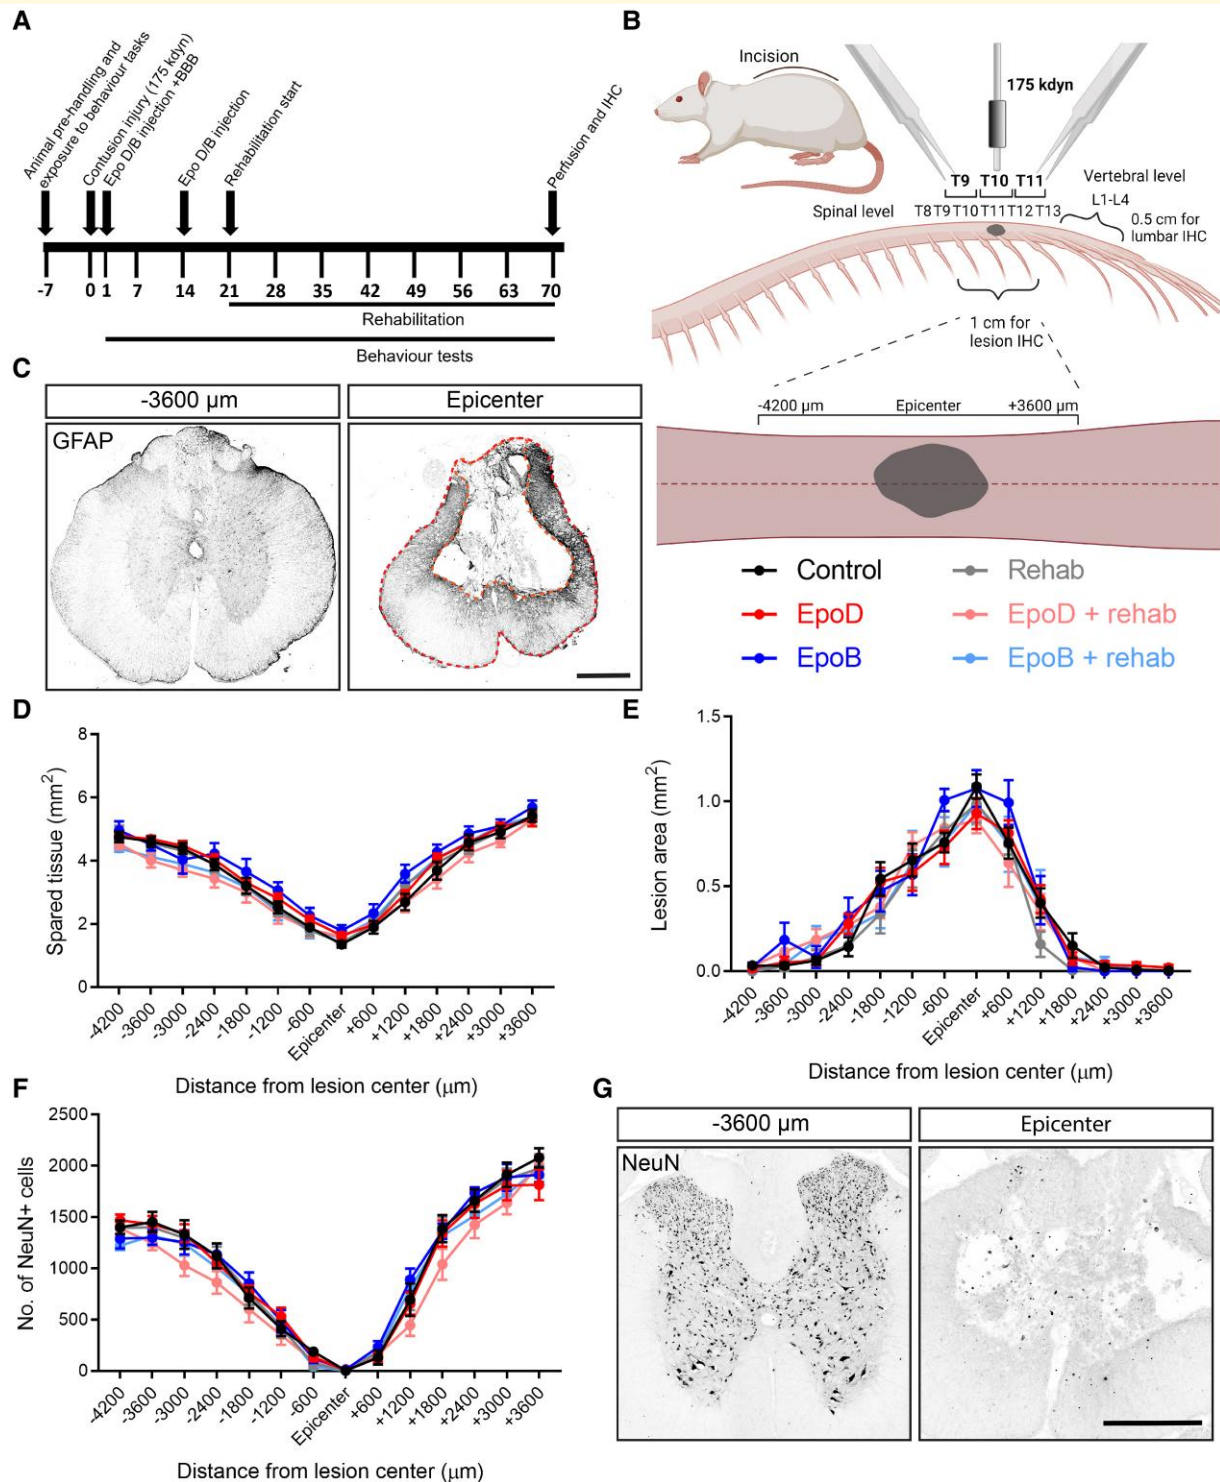 A
Animal pre-handling and
exposure to behaviour tasks
Contusion injury (175 kdyn)
Epo D/B injection +BBB
Epo D/B injection
Rehabilitation start
Perfusion and IHC
-7 0 1 7 14 21 28 35 42 49 56 63 70
Rehabilitation
Behaviour tests
B
Incision
175 kdyn
T9 T10 T11
Vertebral level
Spinal level
T8 T9 T10 T11 T12 T13
L1-L4
0.5 cm for
lumbar IHC
1 cm for
lesion IHC
-4200 µm Epicenter +3600 µm
C
-3600 µm
Epicenter
GFAP
Control
Rehab
EpoD
EpoD + rehab
EpoB
EpoB + rehab
D
Spared tissue (mm²)
8
6
4
2
0
-4200 -3600 -3000 -2400 -1800 -1200 -600 Epicenter +600 +1200 +1800 +2400 +3000 +3600
Distance from lesion center (µm)
E
Lesion area (mm²)
1.5
1.0
0.5
0.0
-4200 -3600 -3000 -2400 -1800 -1200 -600 Epicenter +600 +1200 +1800 +2400 +3000 +3600
Distance from lesion center (µm)
F
No. of NeuN+ cells
2500
2000
1500
1000
500
0
-4200 -3600 -3000 -2400 -1800 -1200 -600 Epicenter +600 +1200 +1800 +2400 +3000 +3600
Distance from lesion center (µm)
G
-3600 µm
Epicenter
NeuN